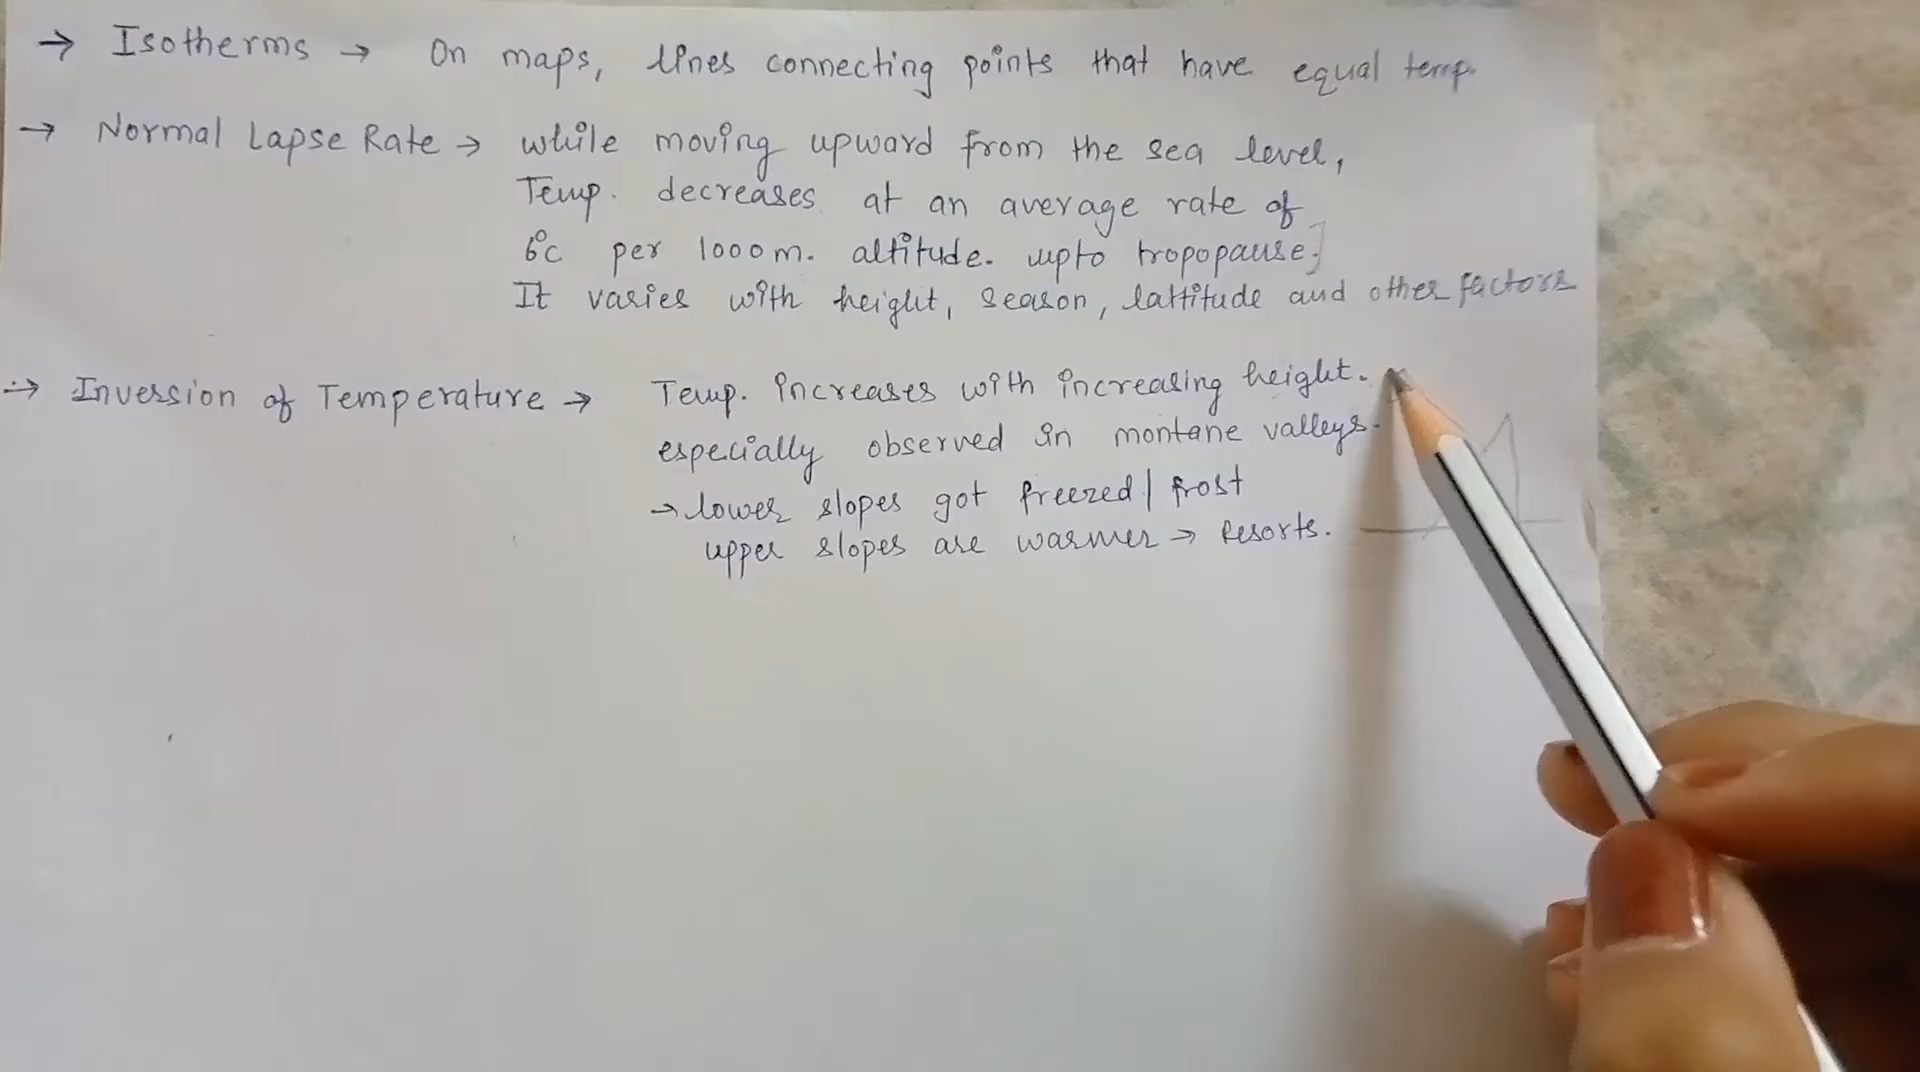 → Isotherms → On maps, lines connecting points that have equal temp.
→ Normal Lapse Rate → while moving upward from the sea level,
Temp. decreases at an average rate of
6°c per 1000m. altitude. upto tropopause.]
It varies with height, season, lattitude and other factors
→ Inversion of Temperature → Temp. increases with increasing height.
especially observed in montane valleys.
→ lower slopes got freezed/ frost
upper slopes are warmer → Resorts.